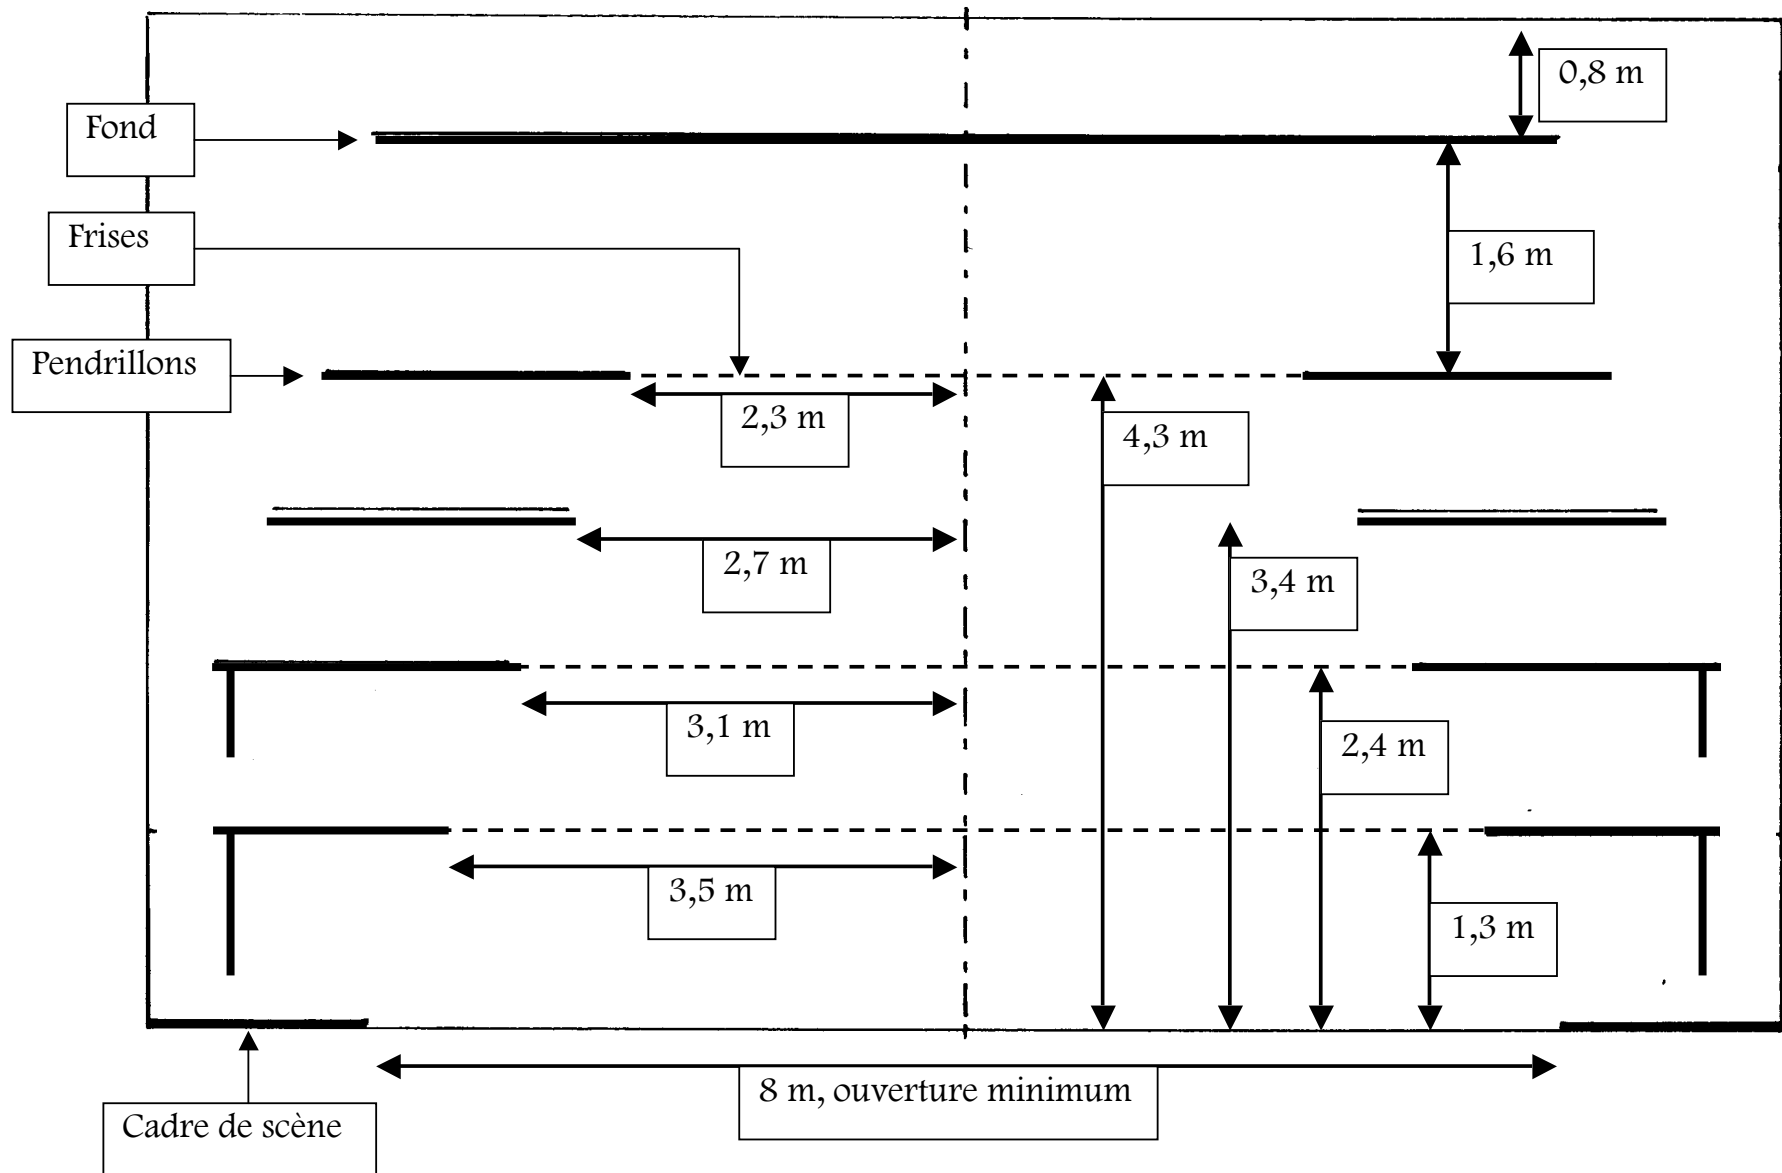 0,8 m
Fond
Frises
1,6 m
Pendrillons
2,3 m
4,3 m
2,7 m
3,4 m
3,1 m
2,4 m
3,5 m
1,3 m
8 m, ouverture minimum
Cadre de scène